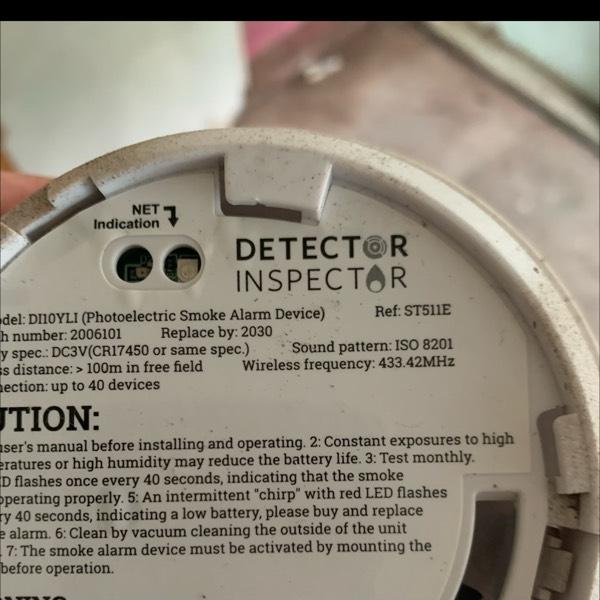 NET
Indication
DETECTOR
INSPECTOR
odel: DI10YLI (Photoelectric Smoke Alarm Device) Ref: ST511E
h number: 2006101 Replace by: 2030
y spec.: DC3V(CR17450 or same spec.) Sound pattern: ISO 8201
ss distance: > 100m in free field Wireless frequency: 433.42MHz
nection: up to 40 devices
UTION:
user's manual before installing and operating. 2: Constant exposures to high
eratures or high humidity may reduce the battery life. 3: Test monthly.
D flashes once every 40 seconds, indicating that the smoke
operating properly. 5: An intermittent "chirp" with red LED flashes
ry 40 seconds, indicating a low battery, please buy and replace
e alarm. 6: Clean by vacuum cleaning the outside of the unit
. 7: The smoke alarm device must be activated by mounting the
before operation.